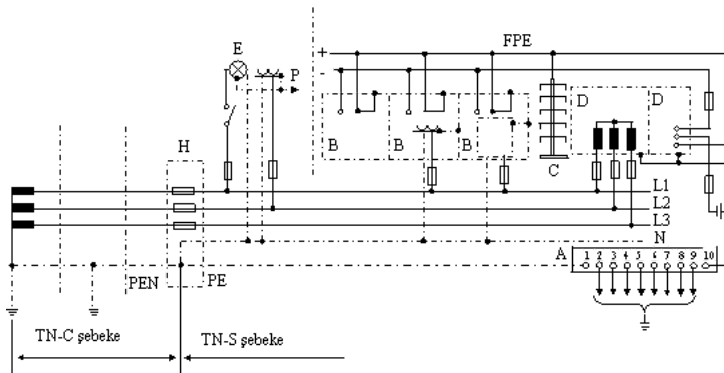 E
P
+
FPE
-
H
B
B
B
C
D
D
L1
L2
L3
N
A
1 2 3 4 5 6 7 8 9 10
PEN
PE
TN-C şebeke
TN-S şebeke